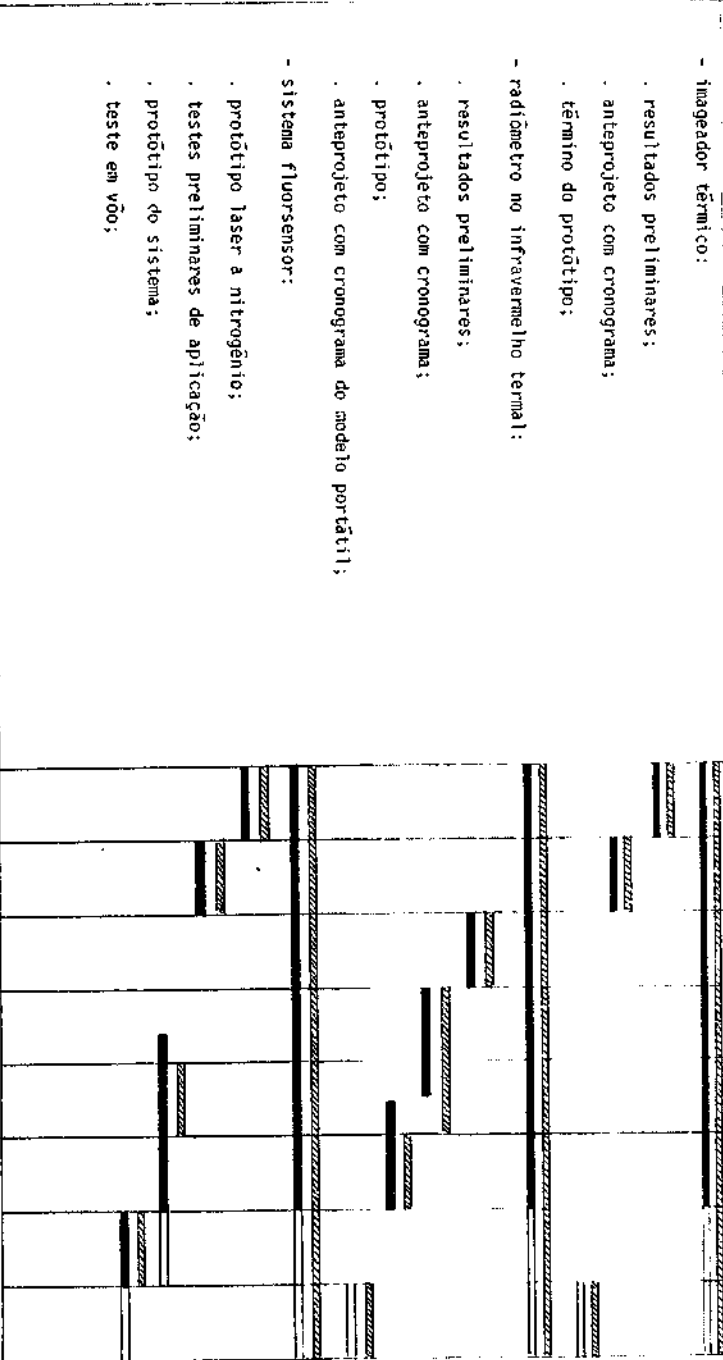 - imageador térmico:
. resultados preliminares;
. anteprojeto com cronograma;
. término do protótipo;
- radiômetro no infravermelho termal:
. resultados preliminares;
. anteprojeto com cronograma;
. protótipo;
. anteprojeto com cronograma do modelo portátil;
- sistema fluorsensor:
. protótipo laser a nitrogênio;
. testes preliminares de aplicação;
. protótipo do sistema;
. teste em vôo;